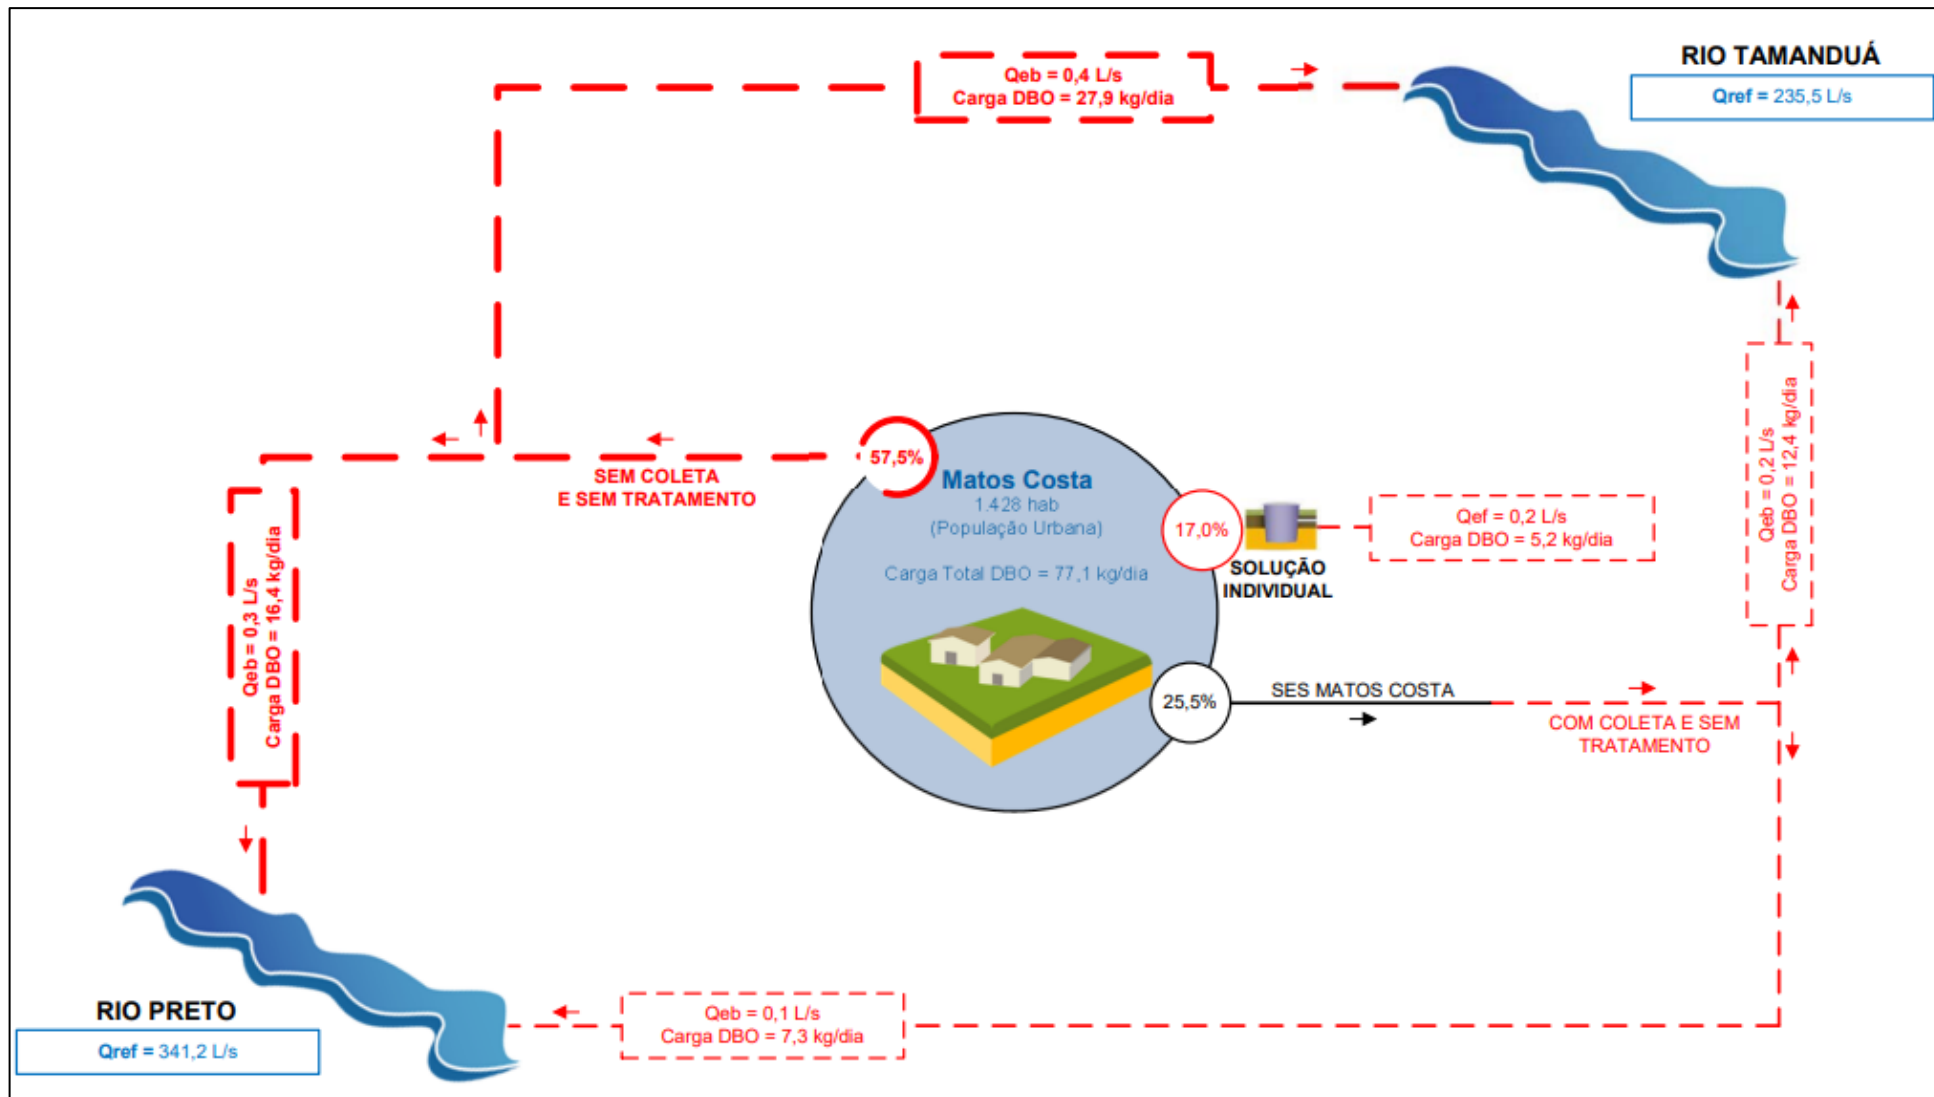 RIO TAMANDUÁ
Qref = 235,5 L/s
Qeb = 0,4 L/s
Carga DBO = 27,9 kg/dia
57,5%
SEM COLETA
E SEM TRATAMENTO
Matos Costa
1.428 hab
(População Urbana)
Carga Total DBO = 77,1 kg/dia
17,0%
SOLUÇÃO
INDIVIDUAL
Qef = 0,2 L/s
Carga DBO = 5,2 kg/dia
Qeb = 0,2 L/s
Carga DBO = 12,4 kg/dia
Qeb = 0,3 L/s
Carga DBO = 16,4 kg/dia
25,5%
SES MATOS COSTA
COM COLETA E SEM
TRATAMENTO
RIO PRETO
Qref = 341,2 L/s
Qeb = 0,1 L/s
Carga DBO = 7,3 kg/dia